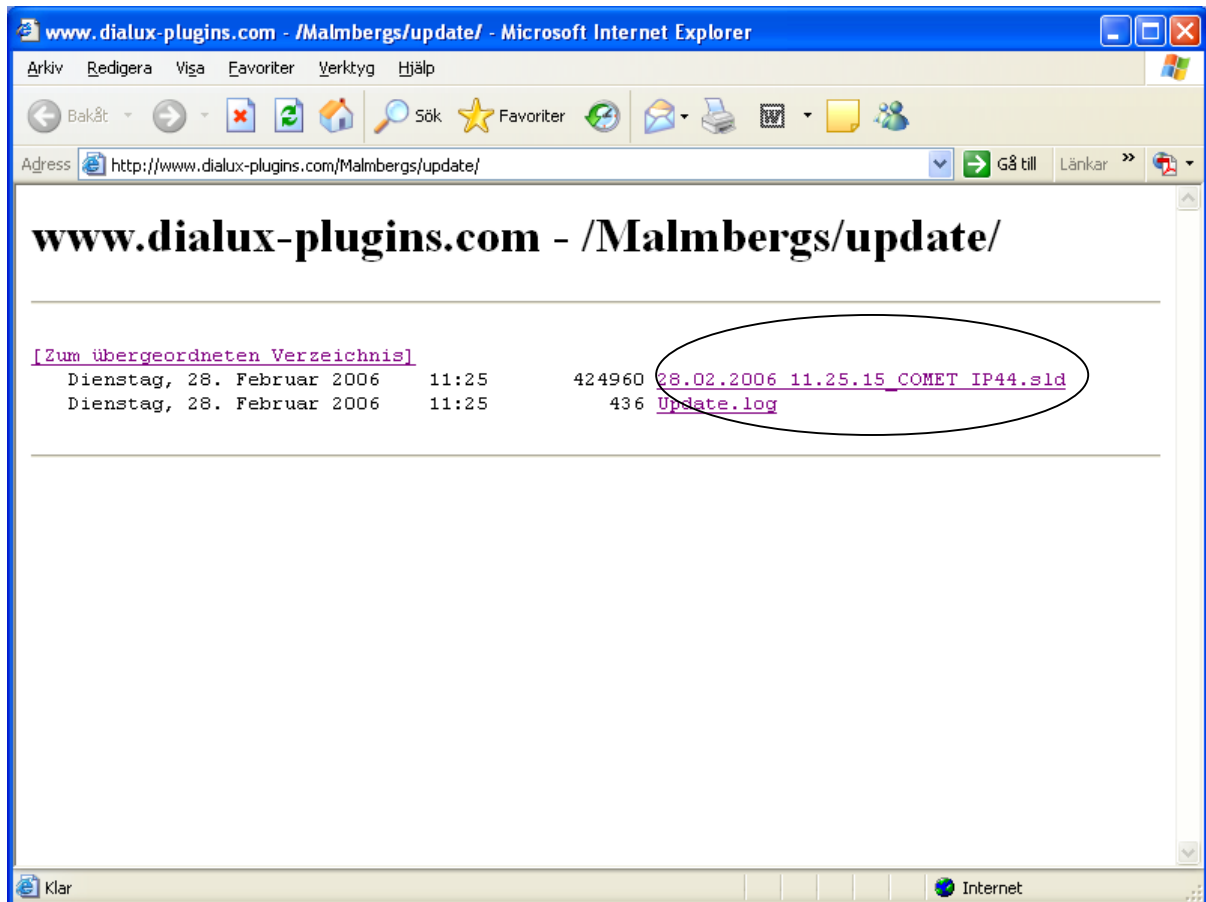 www.dialux-plugins.com - /Malmbergs/update/ - Microsoft Internet Explorer
Arkiv Redigera Visa Favoriter Verktyg Hjälp
Bakåt Sök Favoriter
Adress http://www.dialux-plugins.com/Malmbergs/update/ Gå till Länkar »
www.dialux-plugins.com - /Malmbergs/update/
[Zum übergeordneten Verzeichnis]
Dienstag, 28. Februar 2006 11:25 424960 28.02.2006 11.25.15_COMET IP44.sld
Dienstag, 28. Februar 2006 11:25 436 Update.log
Klar Internet